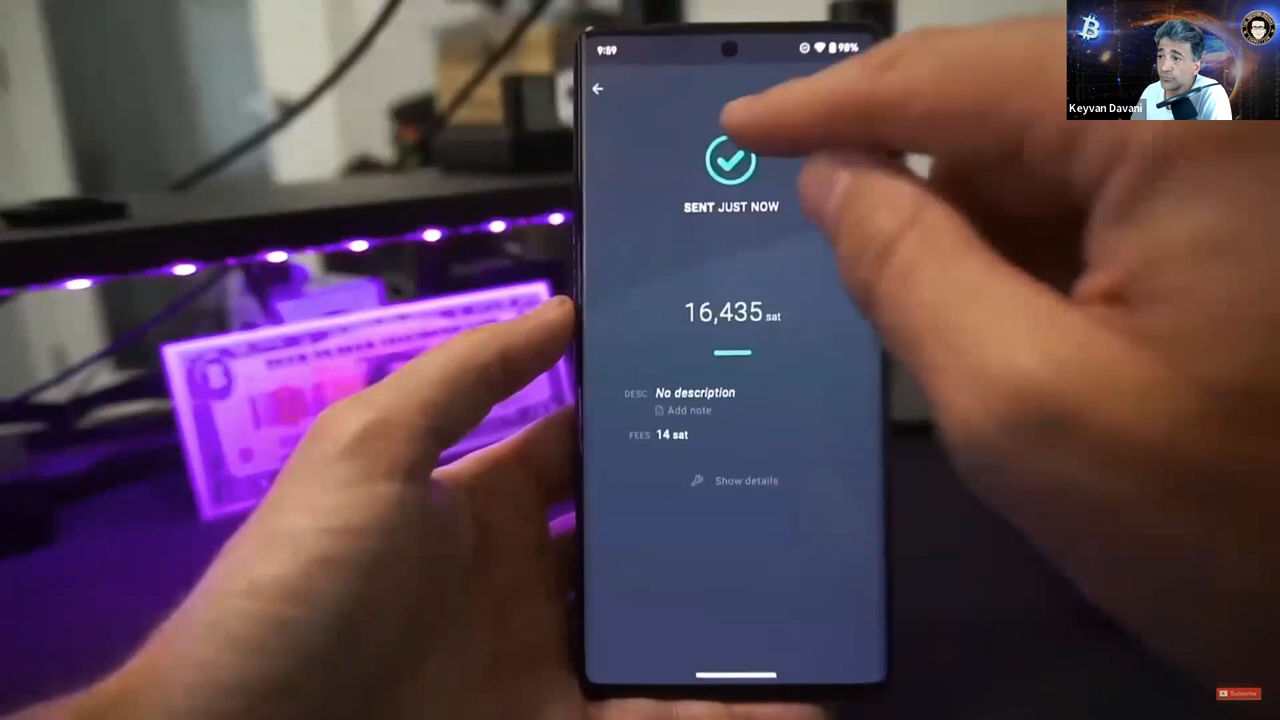 9:59
98%
SENT JUST NOW
16,435 sat
DESC No description
Add note
FEES 14 sat
Show details
Keyvan Davani
Subscribe